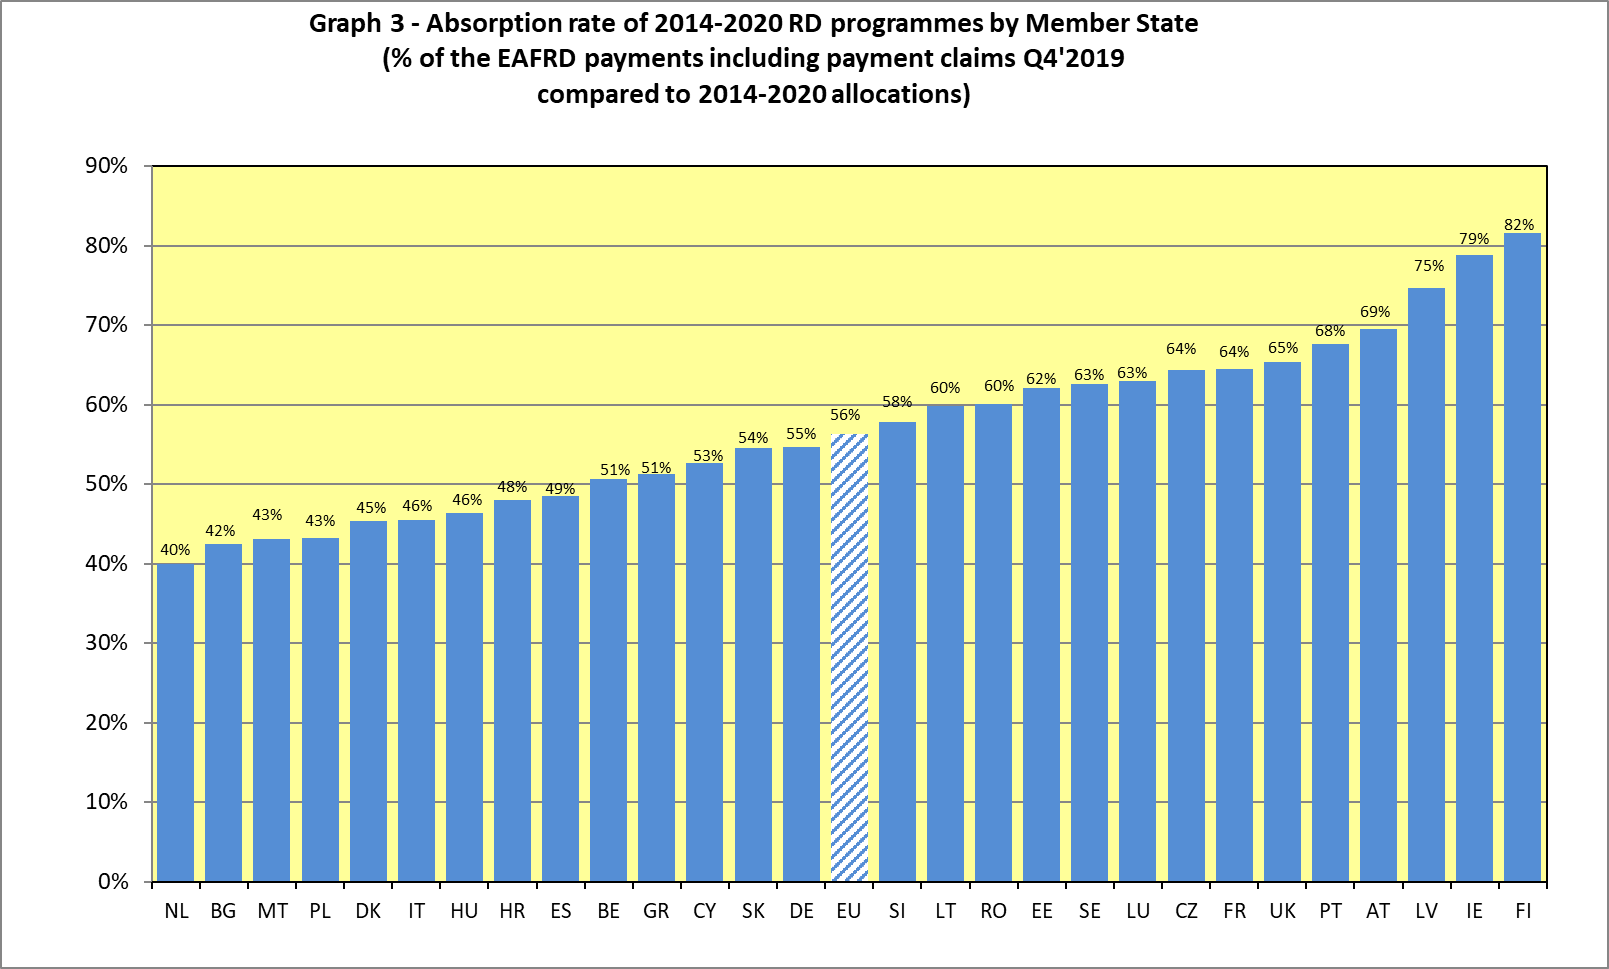 Graph 3 - Absorption rate of 2014-2020 RD programmes by Member State
(% of the EAFRD payments including payment claims Q4'2019
compared to 2014-2020 allocations)
90%
80%
70%
60%
50%
40%
30%
20%
10%
0%
40% 42% 43% 43% 45% 46% 46% 48% 49% 51% 51% 53% 54% 55% 56% 58% 60% 60% 62% 63% 63% 64% 64% 65% 68% 69% 75% 79% 82%
NL BG MT PL DK IT HU HR ES BE GR CY SK DE EU SI LT RO EE SE LU CZ FR UK PT AT LV IE FI